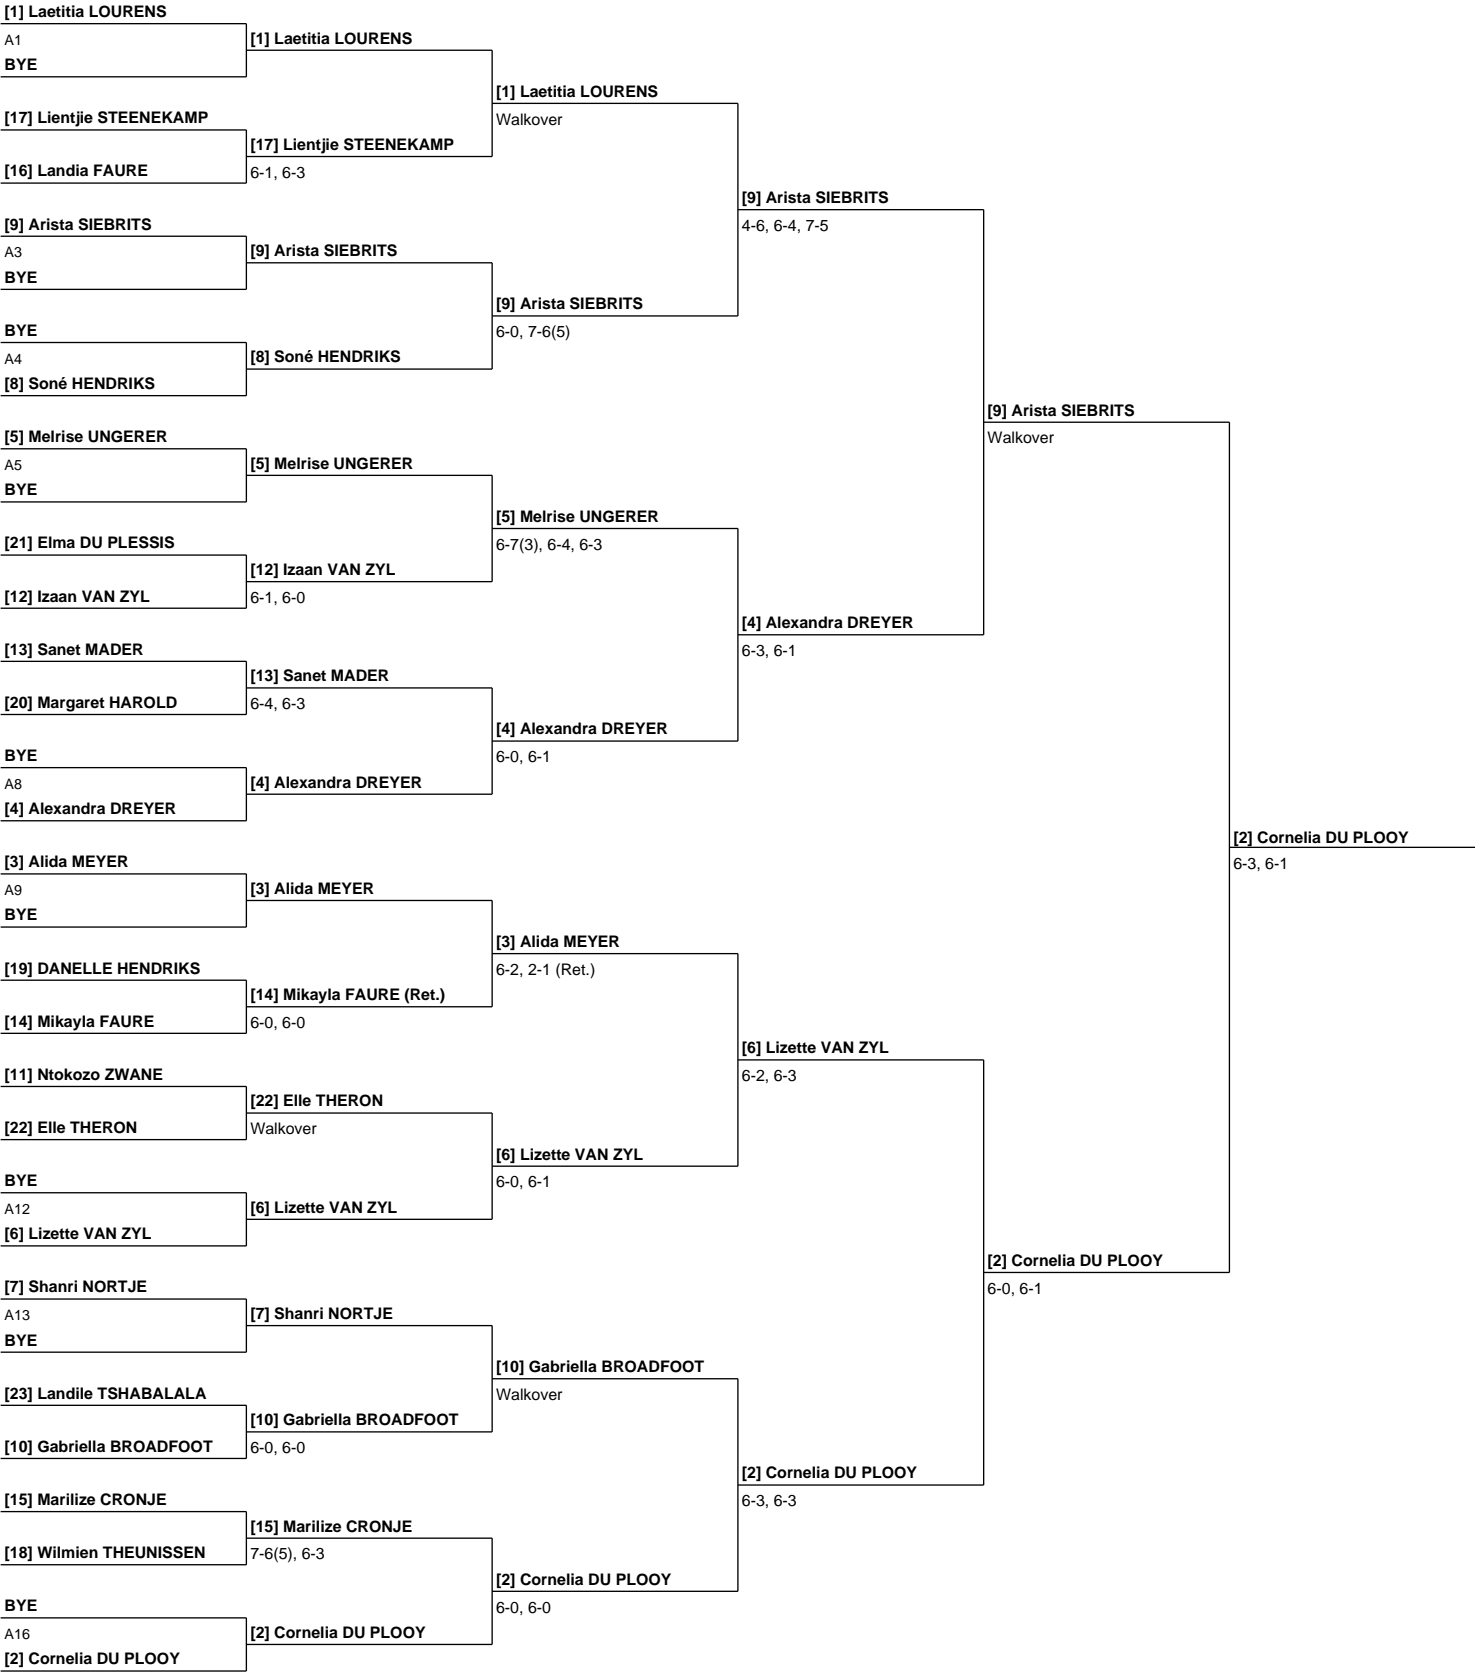 [1] Laetitia LOURENS
A1
BYE
[17] Lientjie STEENEKAMP
[16] Landia FAURE
[9] Arista SIEBRITS
A3
BYE
BYE
A4
[8] Soné HENDRIKS
[5] Melrise UNGERER
A5
BYE
[21] Elma DU PLESSIS
[12] Izaan VAN ZYL
[13] Sanet MADER
[20] Margaret HAROLD
BYE
A8
[4] Alexandra DREYER
[3] Alida MEYER
A9
BYE
[19] DANELLE HENDRIKS
[14] Mikayla FAURE
[11] Ntokozo ZWANE
[22] Elle THERON
BYE
A12
[6] Lizette VAN ZYL
[7] Shanri NORTJE
A13
BYE
[23] Landile TSHABALALA
[10] Gabriella BROADFOOT
[15] Marilize CRONJE
[18] Wilmien THEUNISSEN
BYE
A16
[2] Cornelia DU PLOOY
[1] Laetitia LOURENS
[17] Lientjie STEENEKAMP
6-1, 6-3
[9] Arista SIEBRITS
[8] Soné HENDRIKS
[5] Melrise UNGERER
[12] Izaan VAN ZYL
6-1, 6-0
[13] Sanet MADER
6-4, 6-3
[4] Alexandra DREYER
[3] Alida MEYER
[14] Mikayla FAURE (Ret.)
6-0, 6-0
[22] Elle THERON
Walkover
[6] Lizette VAN ZYL
[7] Shanri NORTJE
[10] Gabriella BROADFOOT
6-0, 6-0
[15] Marilize CRONJE
7-6(5), 6-3
[2] Cornelia DU PLOOY
[1] Laetitia LOURENS
Walkover
[9] Arista SIEBRITS
6-0, 7-6(5)
[5] Melrise UNGERER
6-7(3), 6-4, 6-3
[4] Alexandra DREYER
6-0, 6-1
[3] Alida MEYER
6-2, 2-1 (Ret.)
[6] Lizette VAN ZYL
6-0, 6-1
[10] Gabriella BROADFOOT
Walkover
[2] Cornelia DU PLOOY
6-0, 6-0
[9] Arista SIEBRITS
4-6, 6-4, 7-5
[4] Alexandra DREYER
6-3, 6-1
[6] Lizette VAN ZYL
6-2, 6-3
[2] Cornelia DU PLOOY
6-3, 6-3
[9] Arista SIEBRITS
Walkover
[2] Cornelia DU PLOOY
6-0, 6-1
[2] Cornelia DU PLOOY
6-3, 6-1